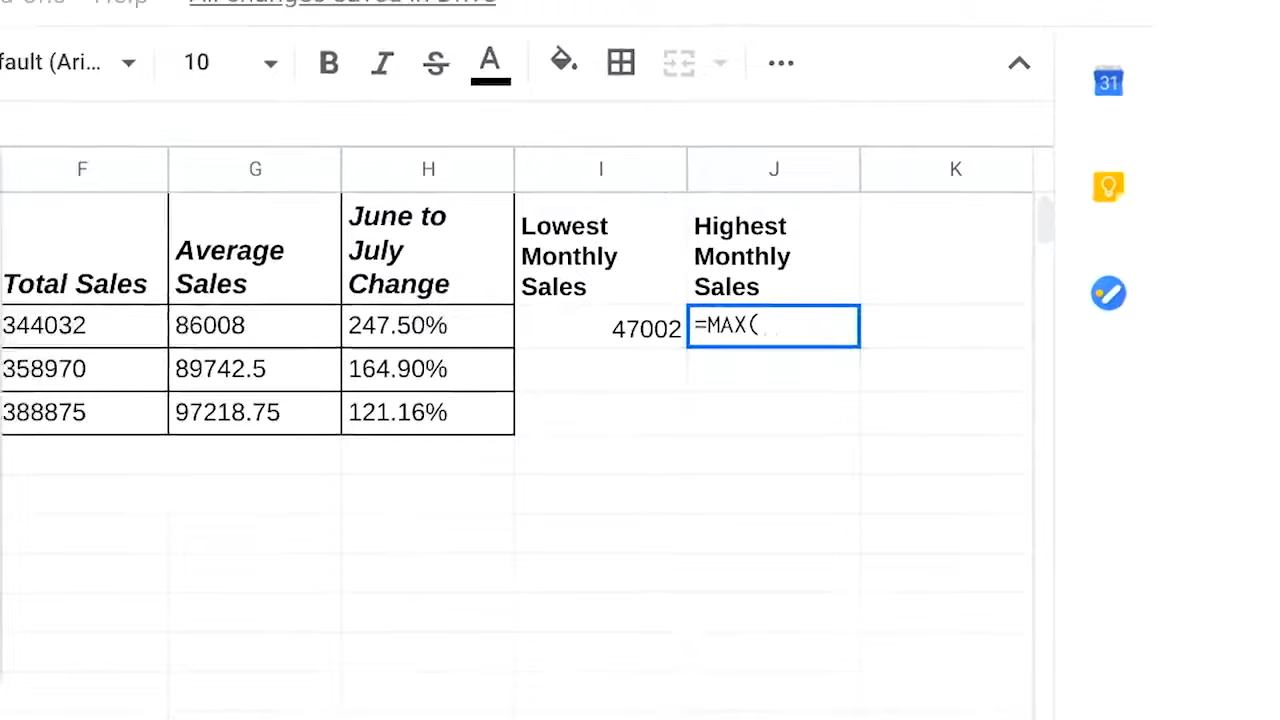 All changes saved in Drive
fault (Ari...
10
B I S A
31
F G H I J K
Total Sales
Average
Sales
June to
July
Change
Lowest
Monthly
Sales
Highest
Monthly
Sales
344032 86008 247.50% 47002 =MAX(
358970 89742.5 164.90%
388875 97218.75 121.16%